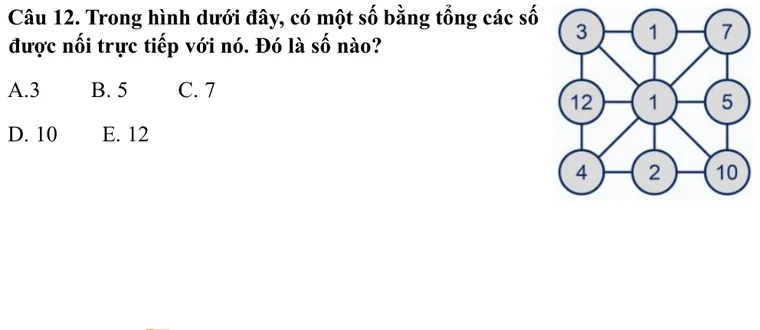 Câu 12. Trong hình dưới đây, có một số bằng tổng các số
được nối trực tiếp với nó. Đó là số nào?
A.3 B. 5 C. 7
D. 10 E. 12
3 1 7
12 1 5
4 2 10